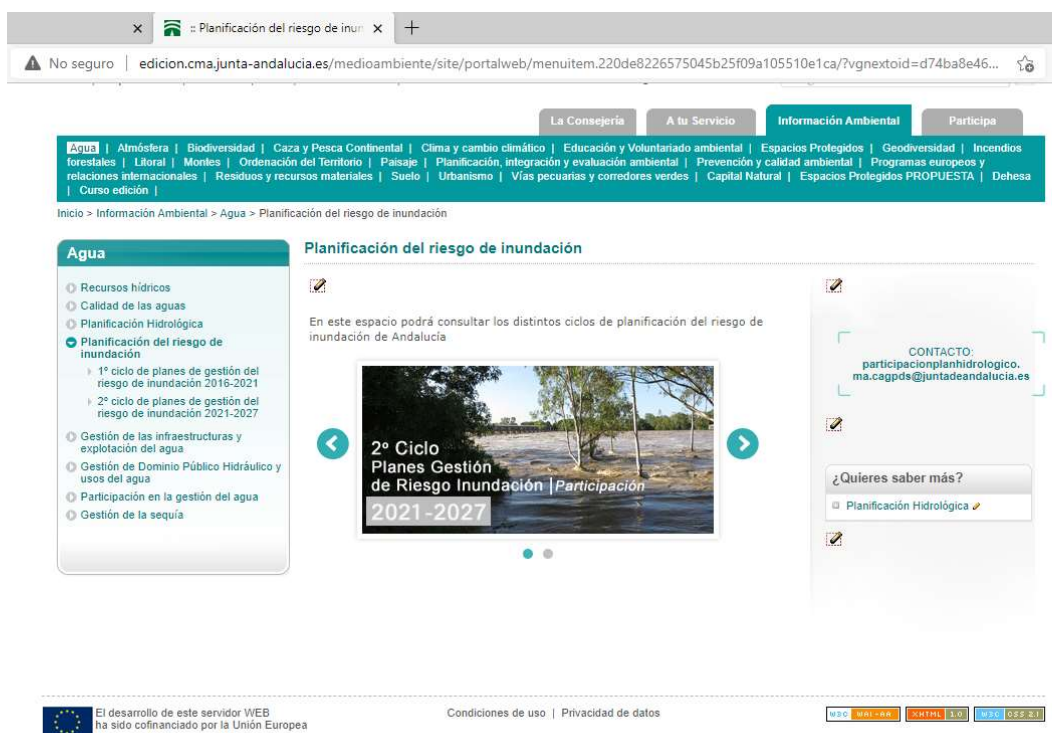 :: Planificación del riesgo de inun
No seguro | edicion.cma.junta-andalucia.es/medioambiente/site/portalweb/menuitem.220de8226575045b25f09a105510e1ca/?vgnextoid=d74ba8e46...
La Consejería
A tu Servicio
Información Ambiental
Participa
Agua | Atmósfera | Biodiversidad | Caza y Pesca Continental | Clima y cambio climático | Educación y Voluntariado ambiental | Espacios Protegidos | Geodiversidad | Incendios
forestales | Litoral | Montes | Ordenación del Territorio | Paisaje | Planificación, integración y evaluación ambiental | Prevención y calidad ambiental | Programas europeos y
relaciones internacionales | Residuos y recursos materiales | Suelo | Urbanismo | Vías pecuarias y corredores verdes | Capital Natural | Espacios Protegidos PROPUESTA | Dehesa
| Curso edición |
Inicio > Información Ambiental > Agua > Planificación del riesgo de inundación
Agua
Recursos hídricos
Calidad de las aguas
Planificación Hidrológica
Planificación del riesgo de
inundación
1º ciclo de planes de gestión del
riesgo de inundación 2016-2021
2º ciclo de planes de gestión del
riesgo de inundación 2021-2027
Gestión de las infraestructuras y
explotación del agua
Gestión de Dominio Público Hidráulico y
usos del agua
Participación en la gestión del agua
Gestión de la sequía
Planificación del riesgo de inundación
En este espacio podrá consultar los distintos ciclos de planificación del riesgo de
inundación de Andalucía
2º Ciclo
Planes Gestión
de Riesgo Inundación | Participación
2021-2027
CONTACTO:
participacionplanhidrologico.
ma.cagpds@juntadeandalucia.es
¿Quieres saber más?
Planificación Hidrológica
El desarrollo de este servidor WEB
ha sido cofinanciado por la Unión Europea
Condiciones de uso | Privacidad de datos
W3C WAI-AA
XHTML 1.0
W3C CSS 2.1